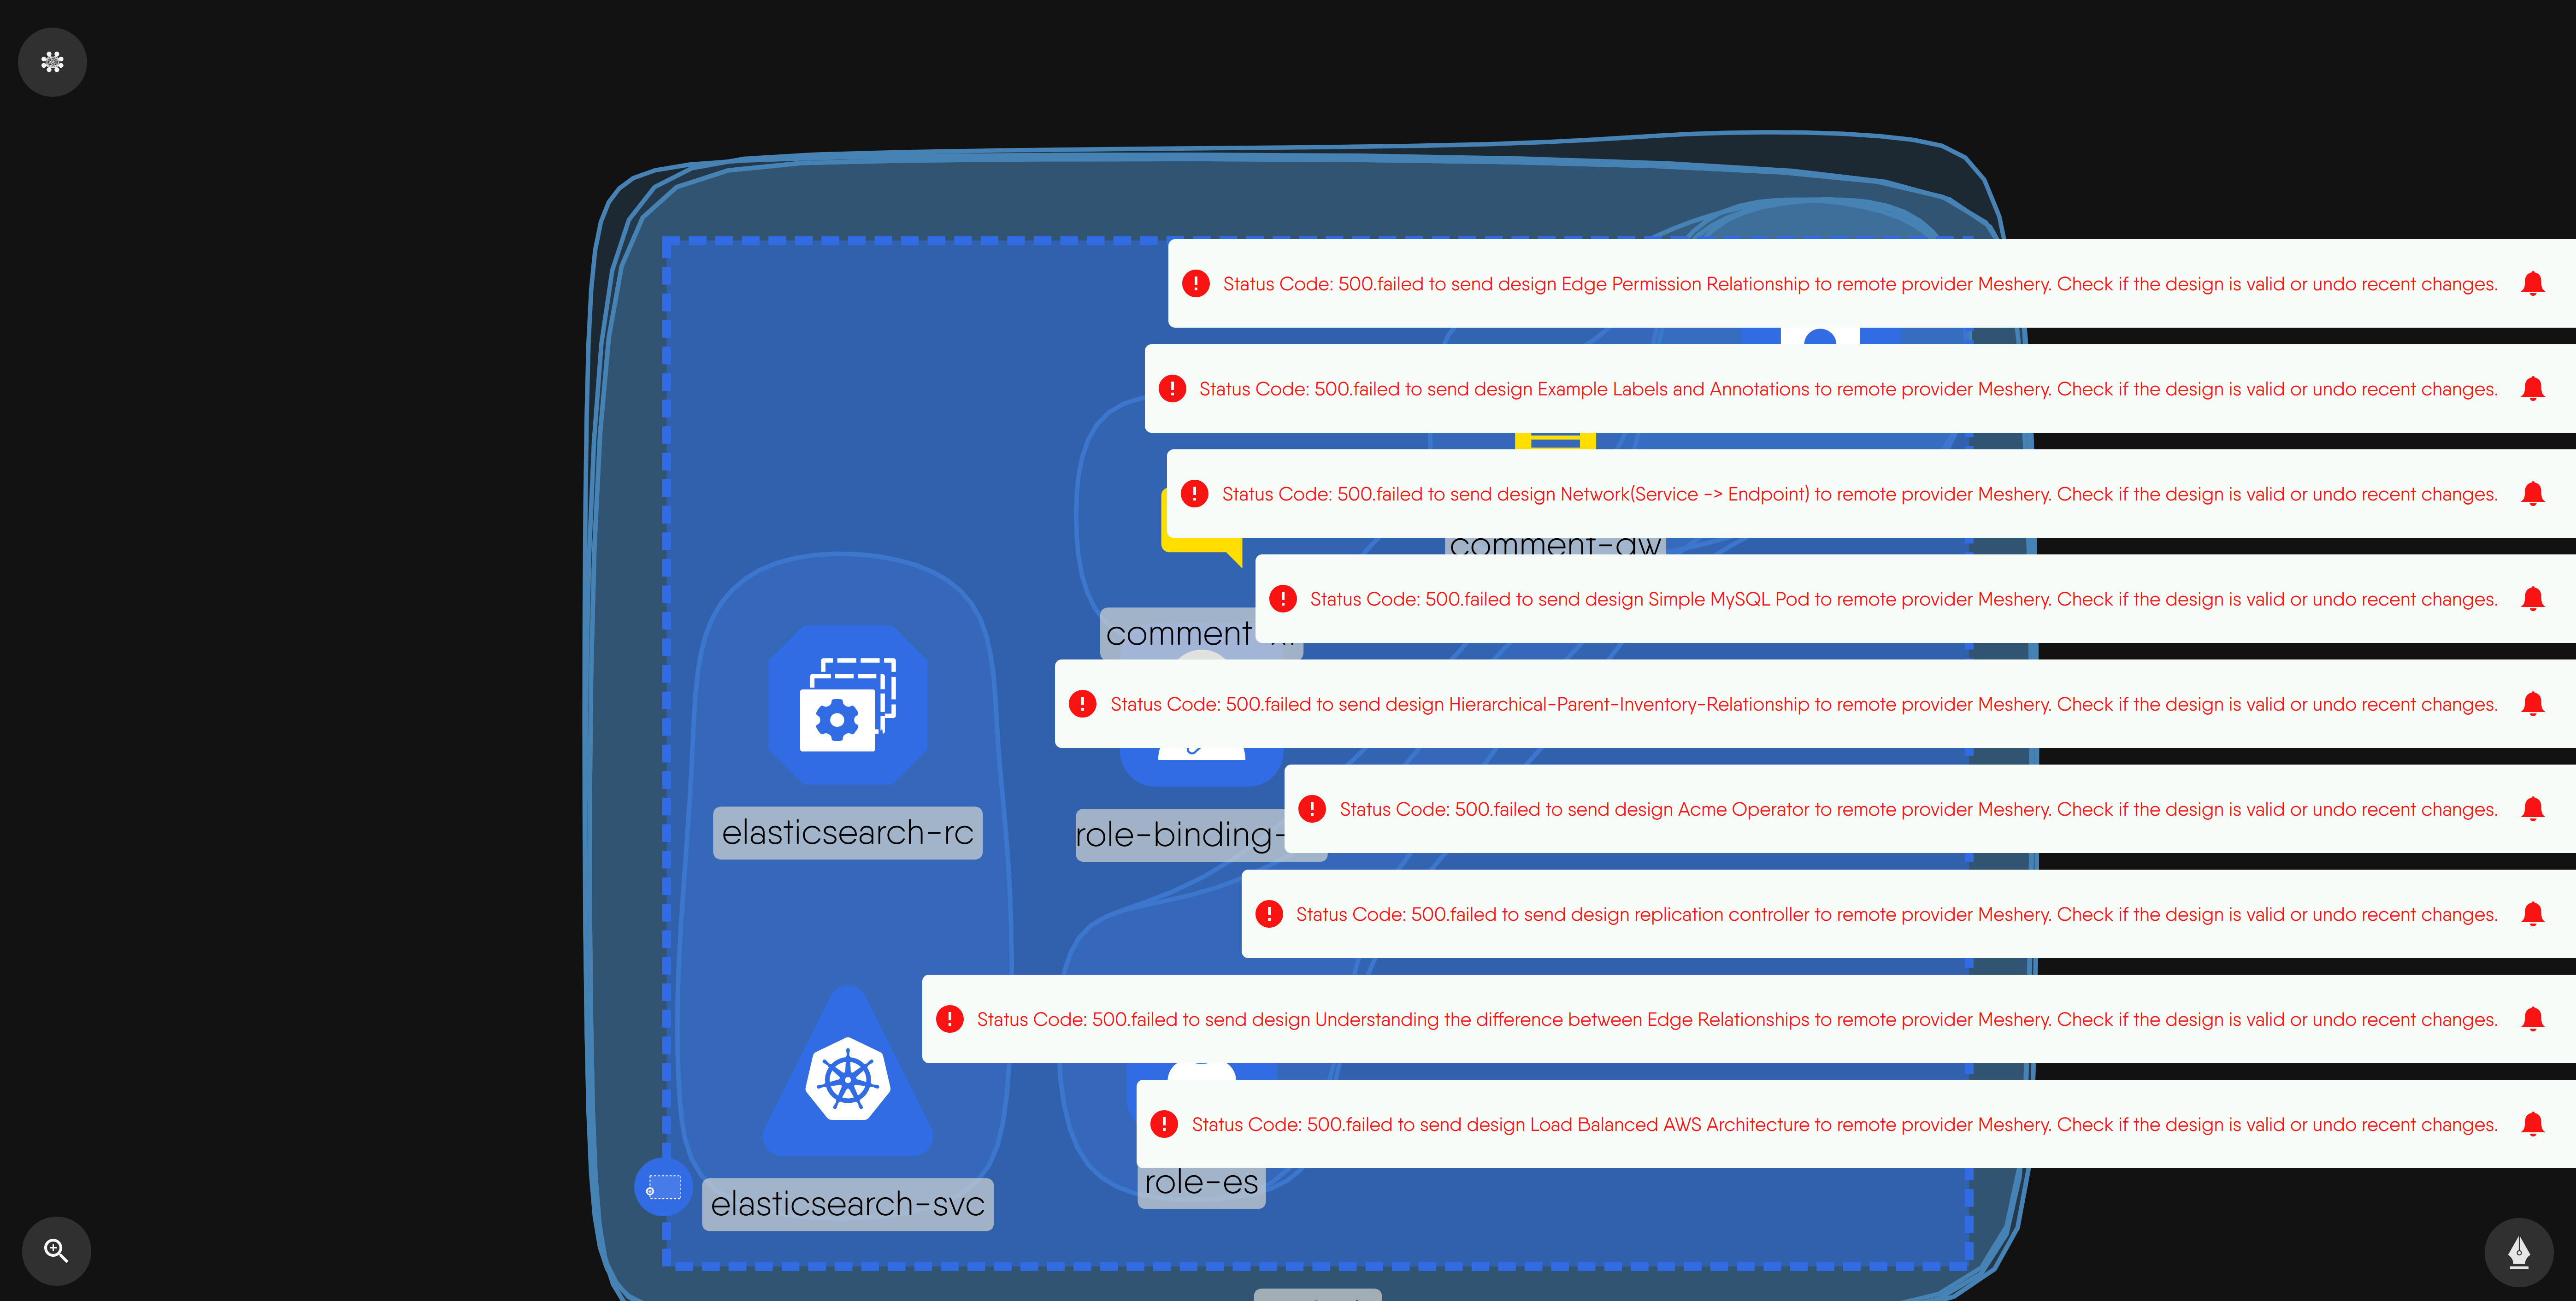 Status Code: 500.failed to send design Edge Permission Relationship to remote provider Meshery. Check if the design is valid or undo recent changes.
Status Code: 500.failed to send design Example Labels and Annotations to remote provider Meshery. Check if the design is valid or undo recent changes.
Status Code: 500.failed to send design Network(Service -> Endpoint) to remote provider Meshery. Check if the design is valid or undo recent changes.
comment-dw
Status Code: 500.failed to send design Simple MySQL Pod to remote provider Meshery. Check if the design is valid or undo recent changes.
comment
Status Code: 500.failed to send design Hierarchical-Parent-Inventory-Relationship to remote provider Meshery. Check if the design is valid or undo recent changes.
Status Code: 500.failed to send design Acme Operator to remote provider Meshery. Check if the design is valid or undo recent changes.
elasticsearch-rc
role-binding-
Status Code: 500.failed to send design replication controller to remote provider Meshery. Check if the design is valid or undo recent changes.
Status Code: 500.failed to send design Understanding the difference between Edge Relationships to remote provider Meshery. Check if the design is valid or undo recent changes.
Status Code: 500.failed to send design Load Balanced AWS Architecture to remote provider Meshery. Check if the design is valid or undo recent changes.
role-es
elasticsearch-svc